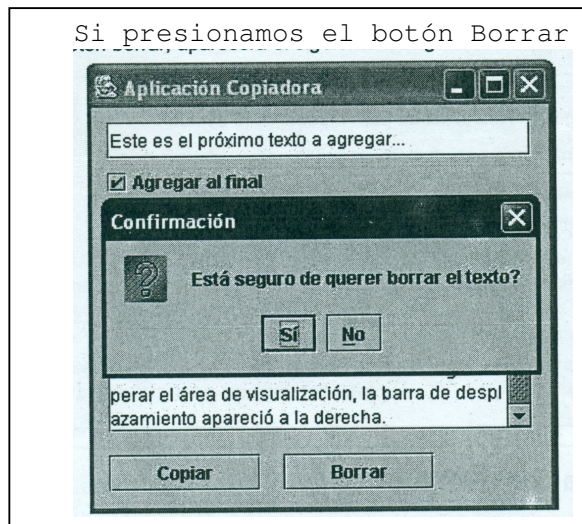 Si presionamos el botón Borrar
Aplicación Copiadora
Este es el próximo texto a agregar...
Agregar al final
Confirmación
Está seguro de querer borrar el texto?
Sí No
perar el área de visualización, la barra de despl
azamiento apareció a la derecha.
Copiar Borrar